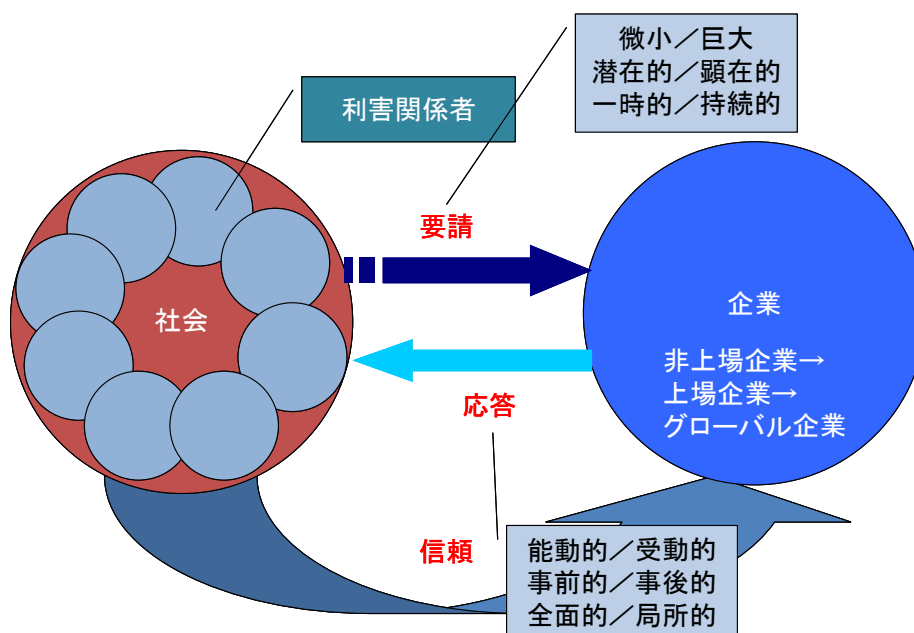 微小／巨大
潜在的／顕在的
一時的／持続的
利害関係者
要請
社会
企業
非上場企業→
上場企業→
グローバル企業
応答
信頼
能動的／受動的
事前的／事後的
全面的／局所的